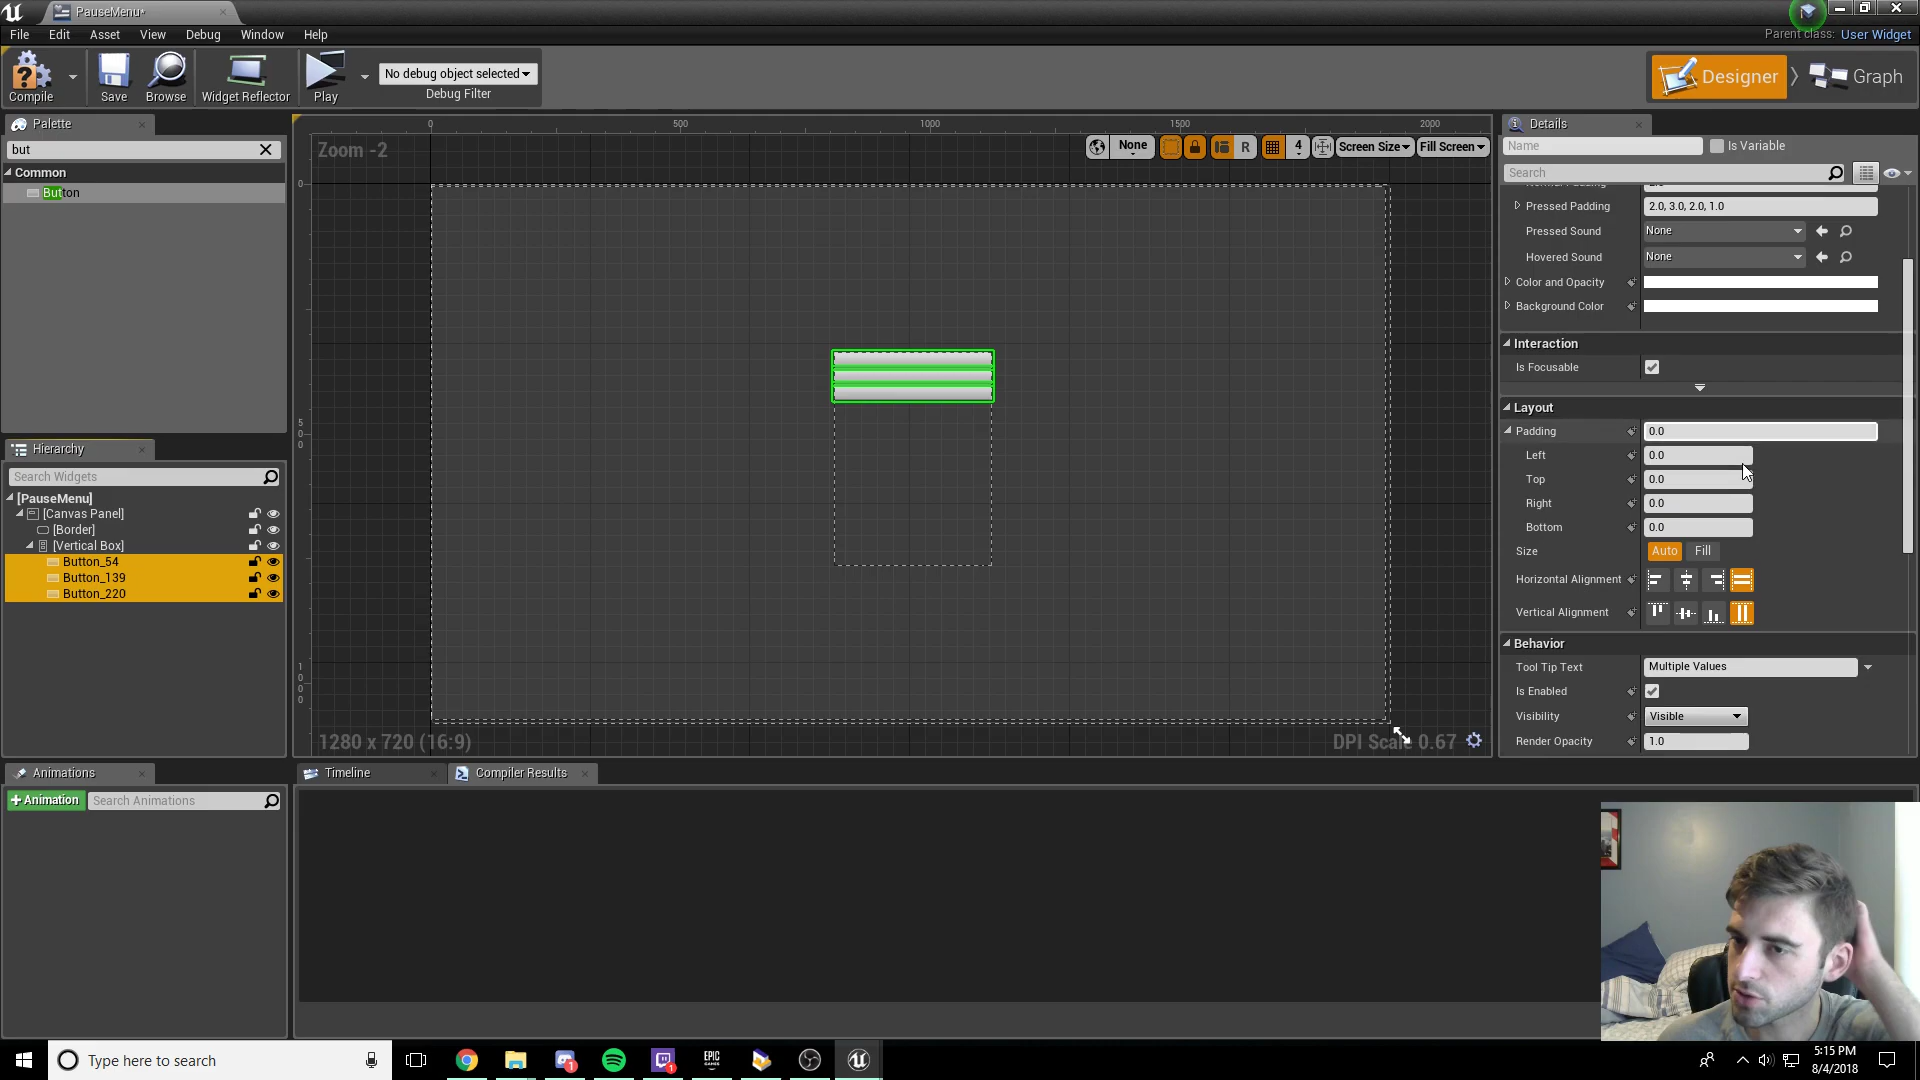 PauseMenu*
File Edit Asset View Debug Window Help
Parent class: User Widget
Compile Save Browse Widget Reflector Play
No debug object selected
Debug Filter
Designer Graph
Palette
but
Common
Button
Hierarchy
Search Widgets
[PauseMenu]
[Canvas Panel]
[Border]
[Vertical Box]
Button_54
Button_139
Button_220
0 500 1000 1500 2000
Zoom -2
None R 4 Screen Size Fill Screen
0
500
1000
1280 x 720 (16:9)
DPI Scale 0.67
Details
Name Is Variable
Search
Pressed Padding 2.0, 3.0, 2.0, 1.0
Pressed Sound None
Hovered Sound None
Color and Opacity
Background Color
Interaction
Is Focusable
Layout
Padding 0.0
Left 0.0
Top 0.0
Right 0.0
Bottom 0.0
Size Auto Fill
Horizontal Alignment
Vertical Alignment
Behavior
Tool Tip Text Multiple Values
Is Enabled
Visibility Visible
Render Opacity 1.0
Animations
+Animation Search Animations
Timeline Compiler Results
Type here to search
EPIC GAMES
1
1
5:15 PM
8/4/2018